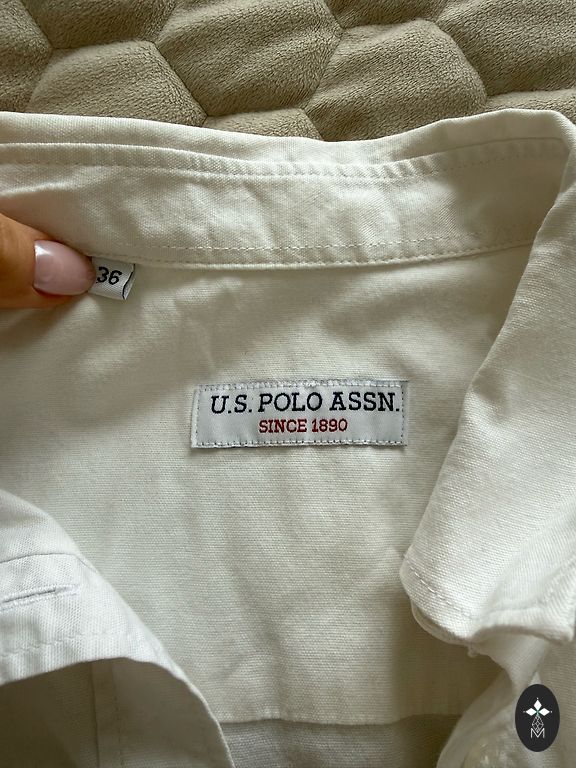 36
U.S. POLO ASSN.
SINCE 1890